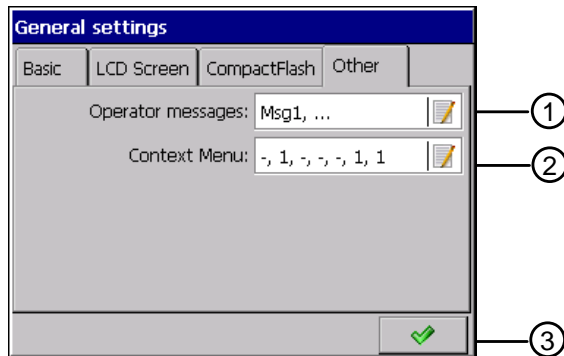 General settings
Basic LCD Screen CompactFlash Other
Operator messages: Msg1, ... 1
Context Menu: -, 1, -, -, -, 1, 1 2
3